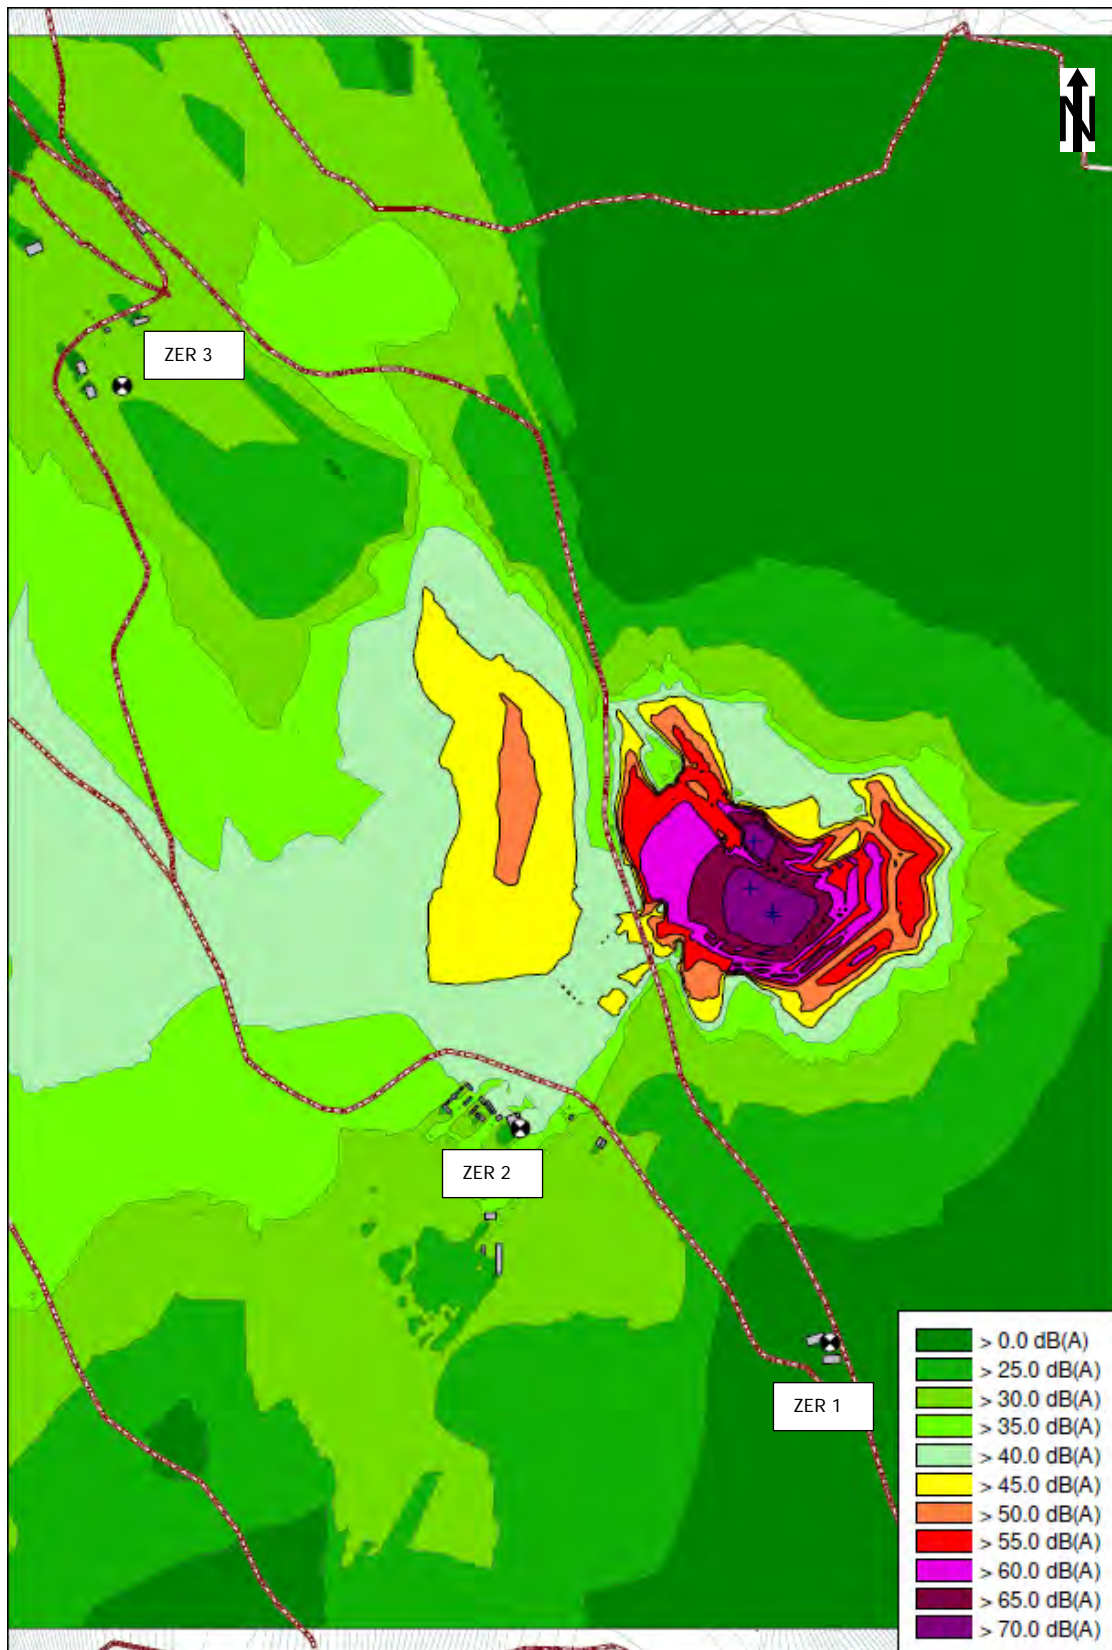 N
ZER 3
ZER 2
ZER 1
> 0.0 dB(A)
> 25.0 dB(A)
> 30.0 dB(A)
> 35.0 dB(A)
> 40.0 dB(A)
> 45.0 dB(A)
> 50.0 dB(A)
> 55.0 dB(A)
> 60.0 dB(A)
> 65.0 dB(A)
> 70.0 dB(A)